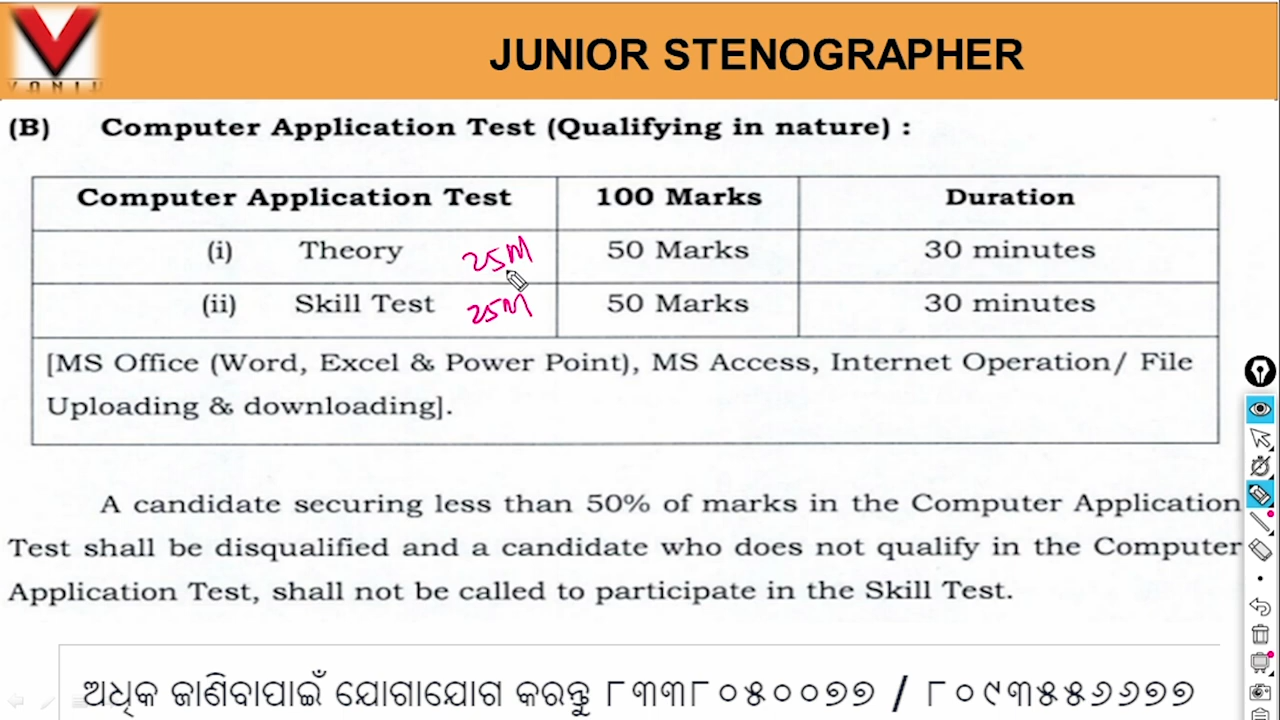 VANIJ
JUNIOR STENOGRAPHER
(B) Computer Application Test (Qualifying in nature) :
Computer Application Test 100 Marks Duration
(i) Theory 25M 50 Marks 30 minutes
(ii) Skill Test 25M 50 Marks 30 minutes
[MS Office (Word, Excel & Power Point), MS Access, Internet Operation/ File
Uploading & downloading].
A candidate securing less than 50% of marks in the Computer Application
Test shall be disqualified and a candidate who does not qualify in the Computer
Application Test, shall not be called to participate in the Skill Test.
ଅଧିକ ଜାଣିବାପାଇଁ ଯୋଗାଯୋଗ କରନ୍ତୁ ୮୩୩୮୦୫୦୦୭୭ / ୮୦୯୩୫୫୬୬୭୭